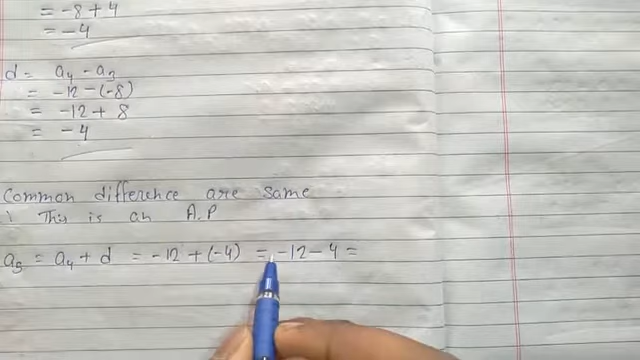 = -8 + 4
= -4
d = a₄ - a₃
= -12 - (-8)
= -12 + 8
= -4
Common difference are same
∴ This is an A.P
a₅ = a₄ + d = -12 + (-4) = -12 - 4 =